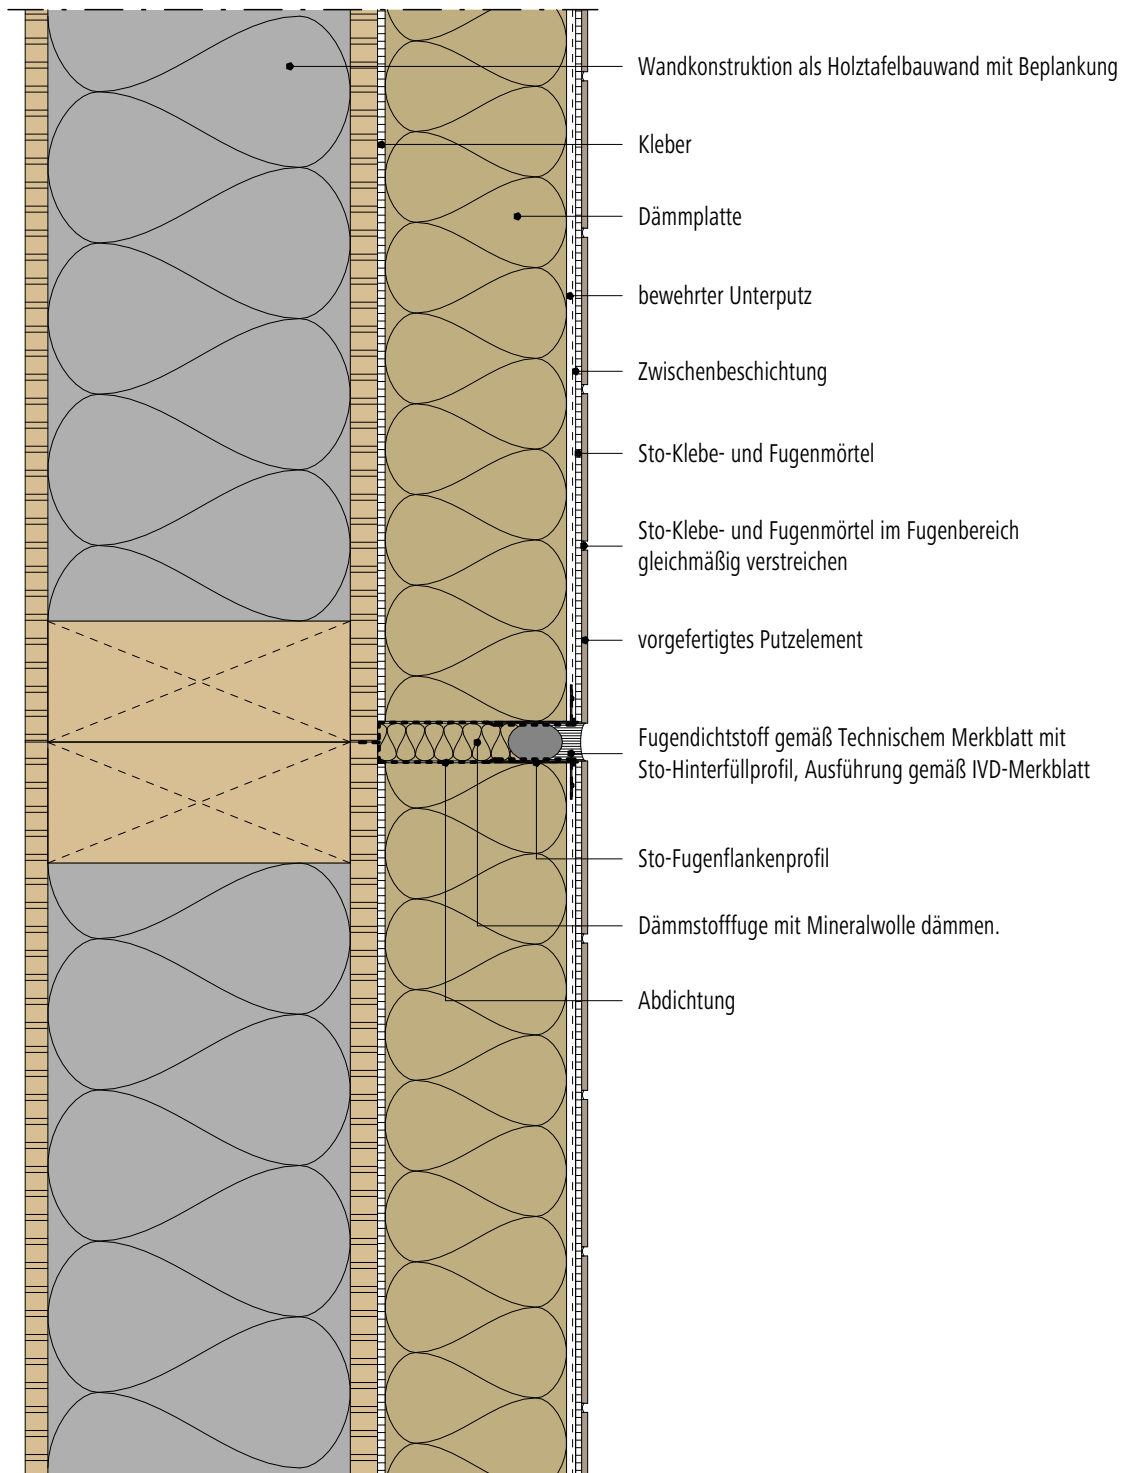 Wandkonstruktion als Holztafelbauwand mit Beplankung
Kleber
Dämmplatte
bewehrter Unterputz
Zwischenbeschichtung
Sto-Klebe- und Fugenmörtel
Sto-Klebe- und Fugenmörtel im Fugenbereich
gleichmäßig verstreichen
vorgefertigtes Putzelement
Fugendichtstoff gemäß Technischem Merkblatt mit
Sto-Hinterfüllprofil, Ausführung gemäß IVD-Merkblatt
Sto-Fugenflankenprofil
Dämmstofffuge mit Mineralwolle dämmen.
Abdichtung